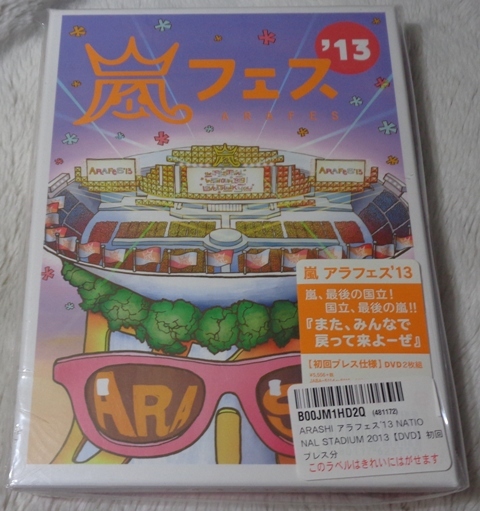 '13
嵐フェス
ARAFES
ARAFES'13
ARAFES'13
嵐 アラフェス'13
嵐、最後の国立！
国立、最後の嵐!!
『また、みんなで
戻って来よーぜ』
［初回プレス仕様］DVD2枚組
B00JM1HD2Q (481172)
ARASHI アラフェス'13 NATIO
NAL STADIUM 2013【DVD】初回
プレス分
このラベルはきれいにはがせます
ARA